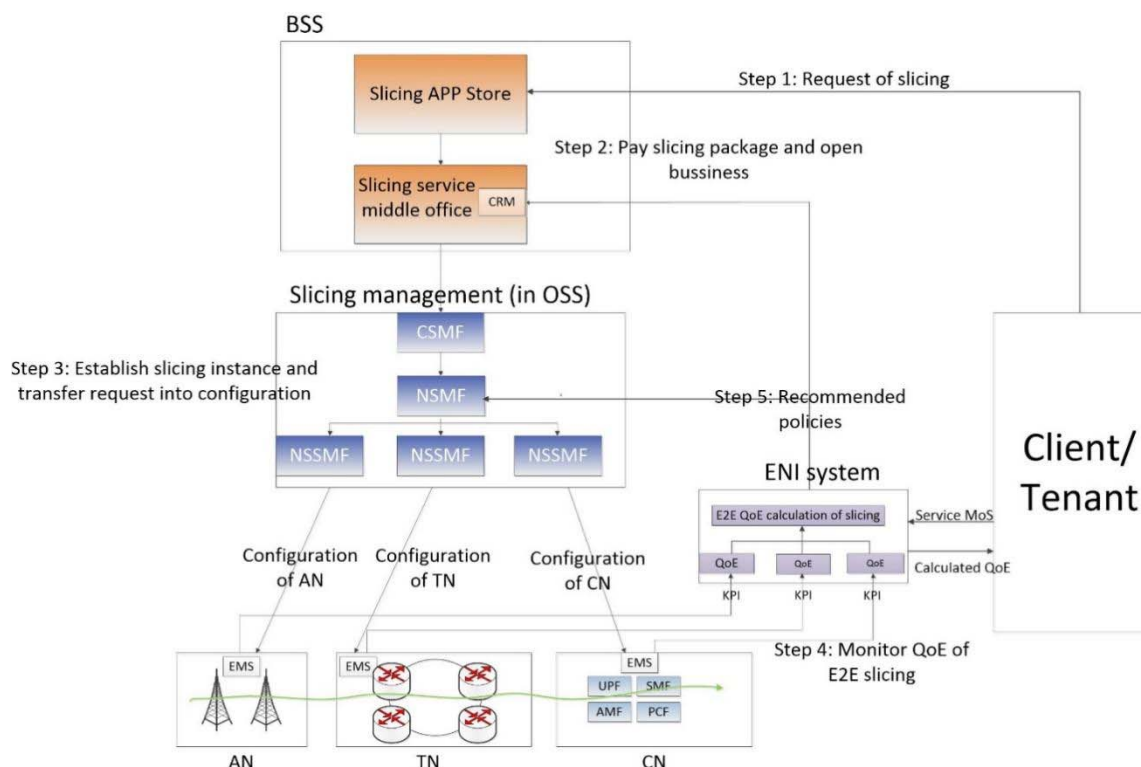 BSS
Slicing APP Store
Step 1: Request of slicing
Step 2: Pay slicing package and open
bussiness
Slicing service
middle office
CRM
Slicing management (in OSS)
CSMF
Step 3: Establish slicing instance and
transfer request into configuration
NSMF
Step 5: Recommended
policies
NSSMF
NSSMF
NSSMF
Client/
Tenant
ENI system
E2E QoE calculation of slicing
Service MoS
QoE
QoE
QoE
Calculated QoE
KPI
KPI
KPI
Configuration
of AN
Configuration
of TN
Configuration
of CN
Step 4: Monitor QoE of
E2E slicing
EMS
EMS
EMS
UPF
SMF
AMF
PCF
AN
TN
CN